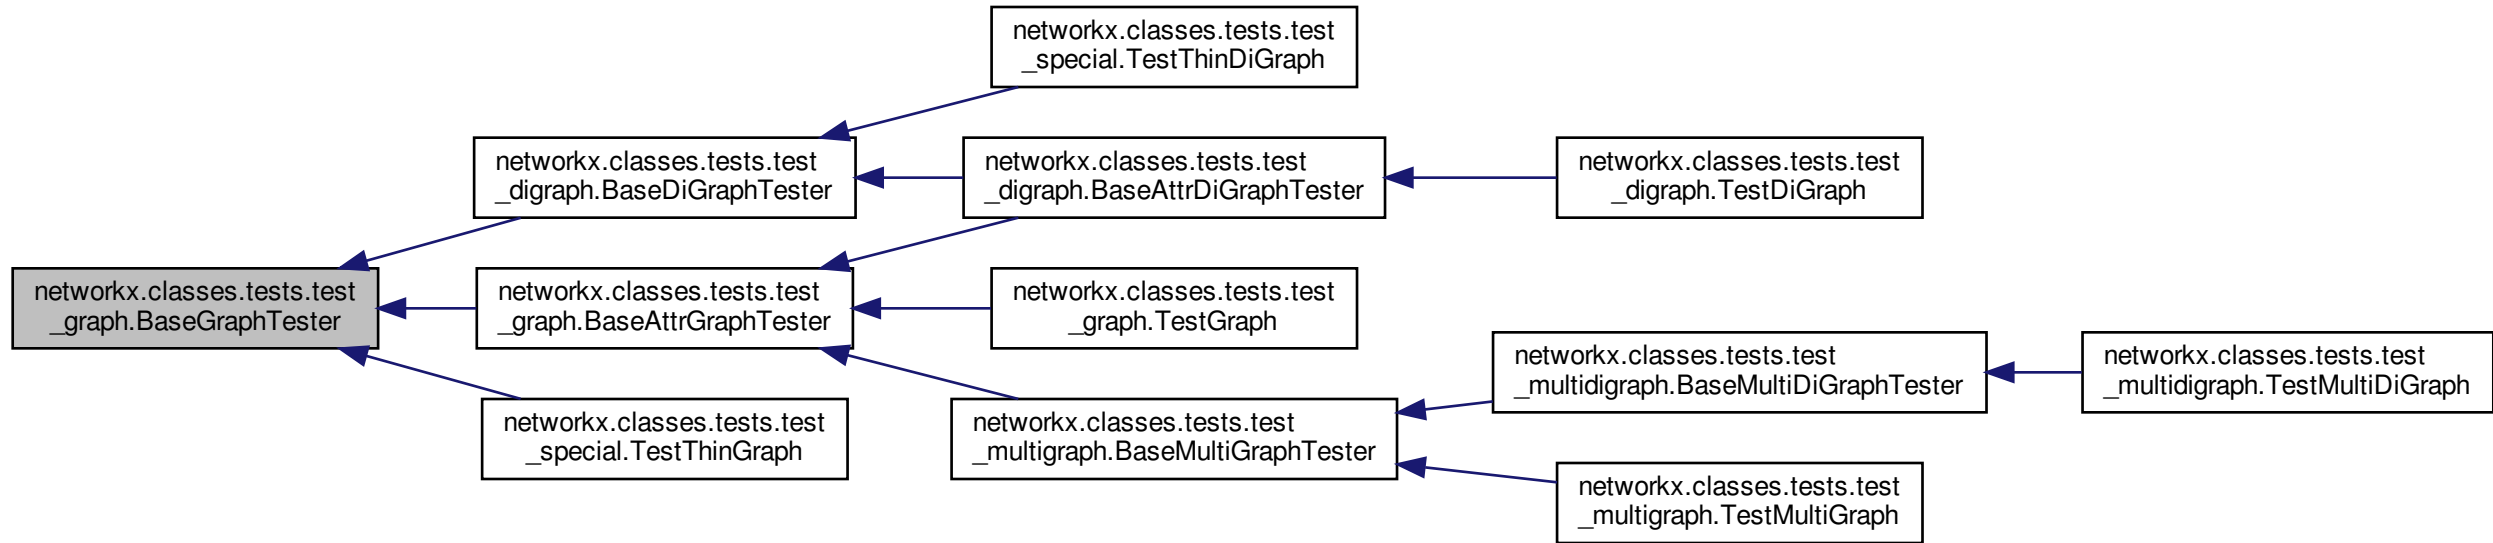 networkx.classes.tests.test
_special.TestThinDiGraph
networkx.classes.tests.test
_digraph.BaseDiGraphTester
networkx.classes.tests.test
_digraph.BaseAttrDiGraphTester
networkx.classes.tests.test
_digraph.TestDiGraph
networkx.classes.tests.test
_graph.BaseGraphTester
networkx.classes.tests.test
_graph.BaseAttrGraphTester
networkx.classes.tests.test
_graph.TestGraph
networkx.classes.tests.test
_multidigraph.BaseMultiDiGraphTester
networkx.classes.tests.test
_multidigraph.TestMultiDiGraph
networkx.classes.tests.test
_special.TestThinGraph
networkx.classes.tests.test
_multigraph.BaseMultiGraphTester
networkx.classes.tests.test
_multigraph.TestMultiGraph